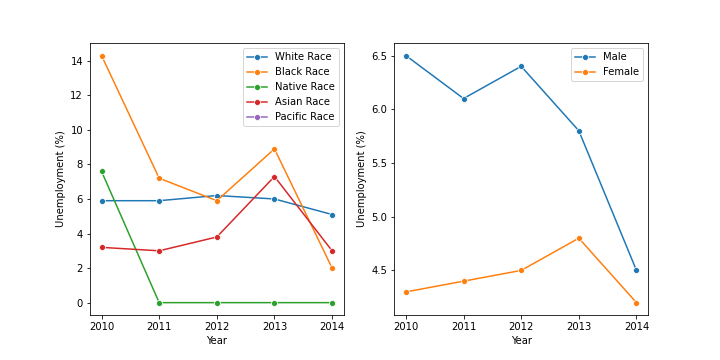 White Race
Black Race
Native Race
Asian Race
Pacific Race
14
12
10
8
6
4
2
0
Unemployment (%)
2010 2011 2012 2013 2014
Year
Male
Female
6.5
6.0
5.5
5.0
4.5
Unemployment (%)
2010 2011 2012 2013 2014
Year